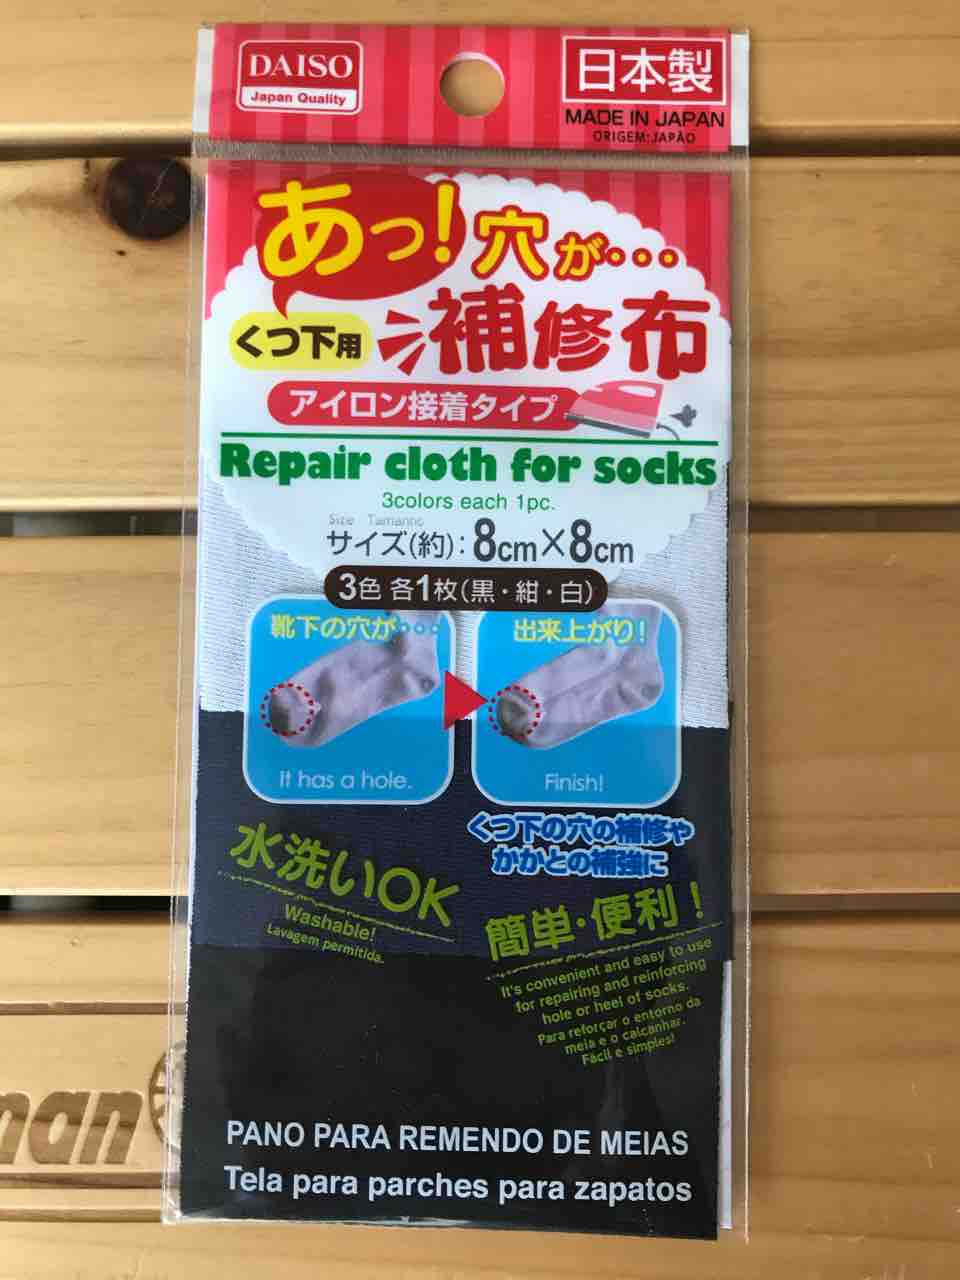 DAISO
Japan Quality
日本製
MADE IN JAPAN
ORIGEM:JAPÃO
あっ!穴が・・・
くつ下用
補修布
アイロン接着タイプ
Repair cloth for socks
3colors each 1pc.
Size Tamanho
サイズ(約):8cm×8cm
3色 各1枚(黒・紺・白)
靴下の穴が・・・
出来上がり!
It has a hole.
Finish!
くつ下の穴の補修や
かかとの補強に
水洗いOK
Washable!
Lavagem permitida.
簡単・便利!
It's convenient and easy to use
for repairing and reinforcing
hole or heel of socks.
Para reforçar o entorno da
meia e o calcanhar.
Fácil e simples!
PANO PARA REMENDO DE MEIAS
Tela para parches para zapatos
man